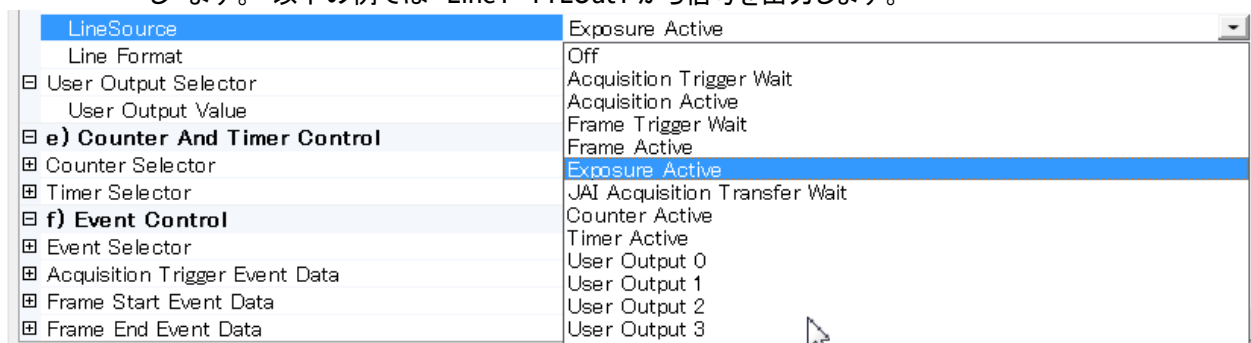 LineSource Exposure Active
Line Format Off
User Output Selector Acquisition Trigger Wait
User Output Value Acquisition Active
Frame Trigger Wait
e) Counter And Timer Control Frame Active
Counter Selector Exposure Active
Timer Selector JAI Acquisition Transfer Wait
f) Event Control Counter Active
Event Selector Timer Active
User Output 0
Acquisition Trigger Event Data User Output 1
Frame Start Event Data User Output 2
Frame End Event Data User Output 3